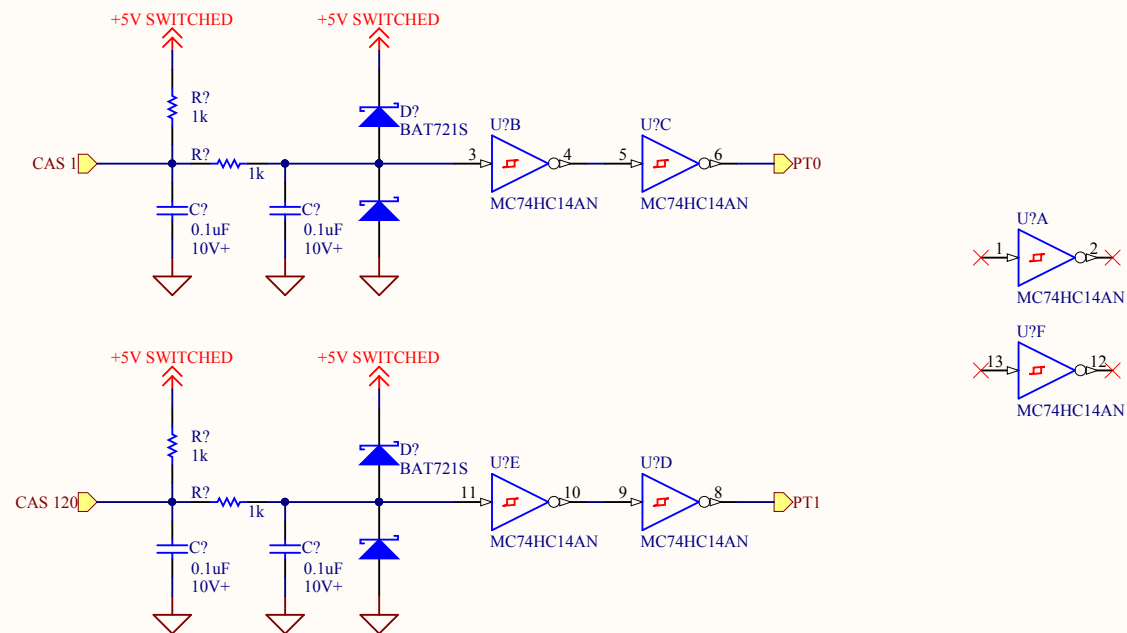 +5V SWITCHED
+5V SWITCHED
R?
1k
D?
BAT721S
U?B
U?C
CAS 1
R?
1k
3
4
5
6
PT0
MC74HC14AN
MC74HC14AN
C?
0.1uF
10V+
C?
0.1uF
10V+
U?A
1
2
MC74HC14AN
+5V SWITCHED
+5V SWITCHED
U?F
13
12
MC74HC14AN
R?
1k
D?
BAT721S
U?E
U?D
CAS 120
R?
1k
11
10
9
8
PT1
MC74HC14AN
MC74HC14AN
C?
0.1uF
10V+
C?
0.1uF
10V+